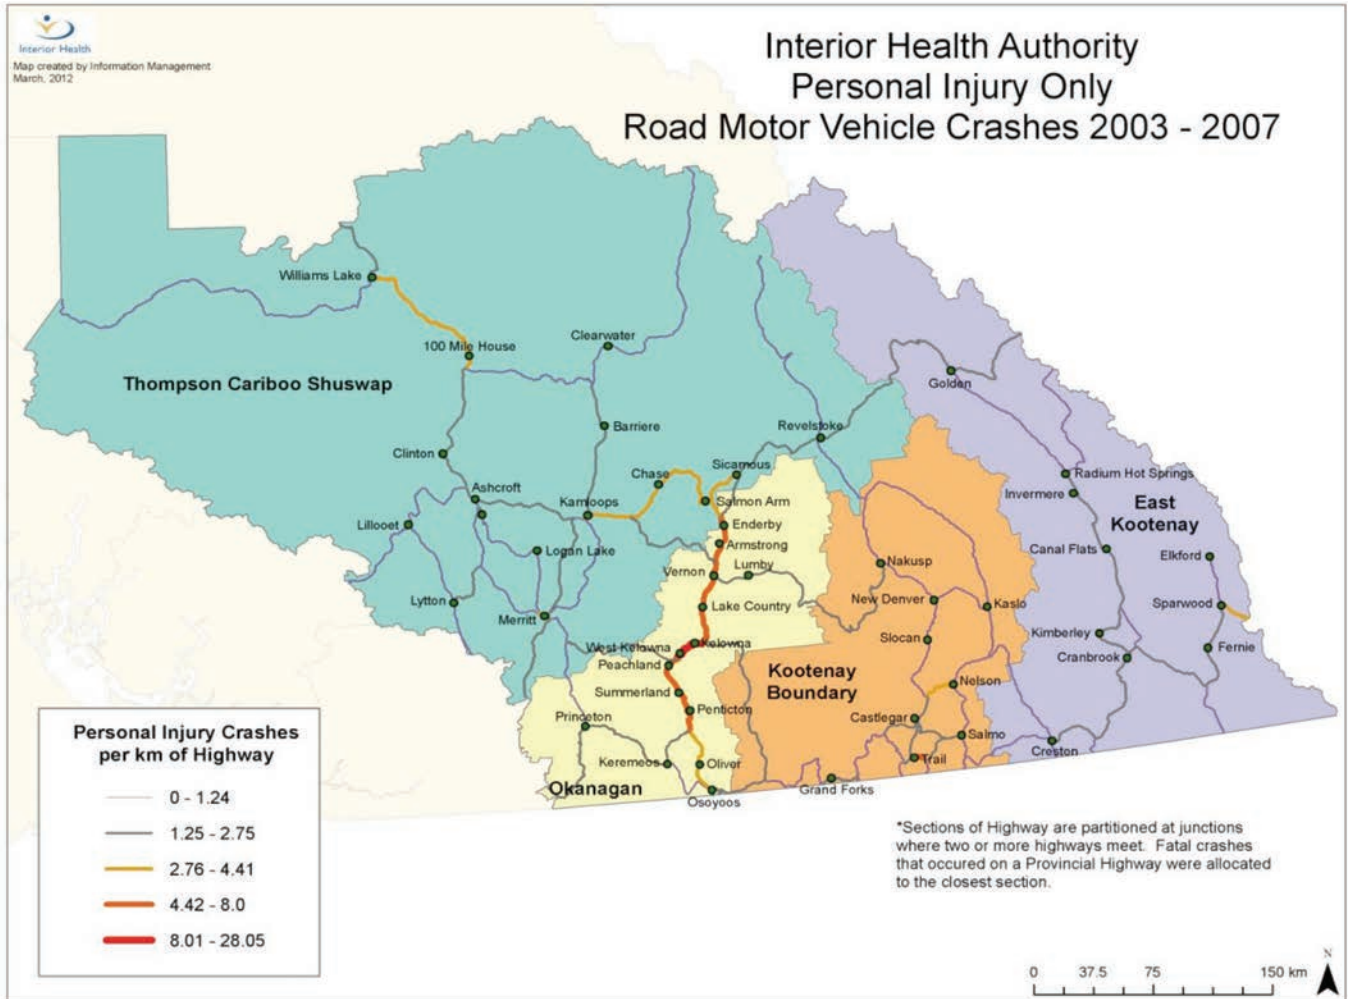 Interior Health
Map created by Information Management
March, 2012
Interior Health Authority
Personal Injury Only
Road Motor Vehicle Crashes 2003 - 2007
Williams Lake
100 Mile House
Clearwater
Thompson Cariboo Shuswap
Golden
Barriere
Revelstoke
Clinton
Chase
Sicamous
Radium Hot Springs
Ashcroft
Kamloops
Salmon Arm
Invermere
East
Kootenay
Lillooet
Enderby
Armstrong
Logan Lake
Canal Flats
Elkford
Vernon
Lumby
Nakusp
Lytton
Lake Country
New Denver
Kaslo
Sparwood
Merritt
Kimberley
Slocan
West Kelowna
Kelowna
Fernie
Peachland
Cranbrook
Kootenay
Boundary
Summerland
Nelson
Princeton
Penticton
Castlegar
Salmo
Keremeos
Oliver
Trail
Creston
Okanagan
Osoyoos
Grand Forks
Personal Injury Crashes
per km of Highway
0 - 1.24
1.25 - 2.75
2.76 - 4.41
4.42 - 8.0
8.01 - 28.05
*Sections of Highway are partitioned at junctions
where two or more highways meet. Fatal crashes
that occured on a Provincial Highway were allocated
to the closest section.
N
0 37.5 75 150 km